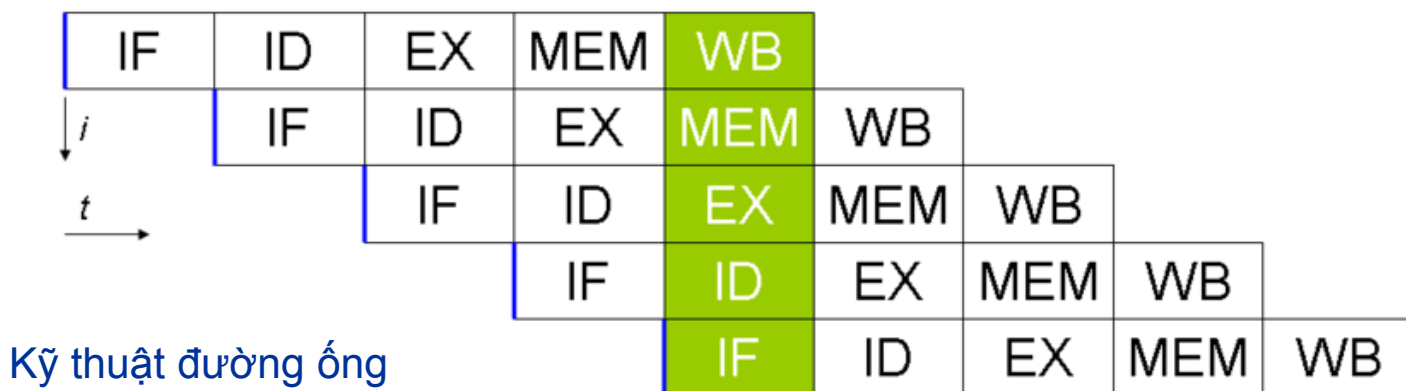 IF ID EX MEM WB
i IF ID EX MEM WB
t IF ID EX MEM WB
IF ID EX MEM WB
Kỹ thuật đường ống IF ID EX MEM WB